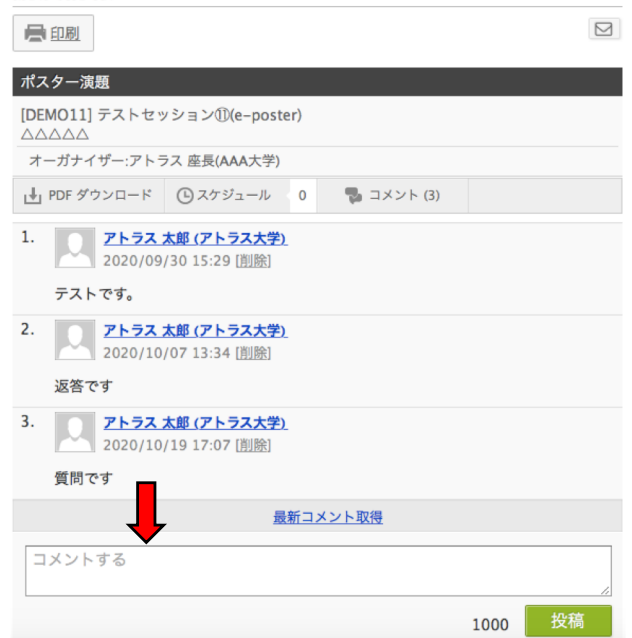 印刷
ポスター演題
[DEMO11] テストセッション⑪(e-poster)
△△△△△
オーガナイザー:アトラス 座長(AAA大学)
PDF ダウンロード スケジュール 0 コメント (3)
1. アトラス 太郎 (アトラス大学)
2020/09/30 15:29 [削除]
テストです。
2. アトラス 太郎 (アトラス大学)
2020/10/07 13:34 [削除]
返答です
3. アトラス 太郎 (アトラス大学)
2020/10/19 17:07 [削除]
質問です
最新コメント取得
コメントする
1000 投稿